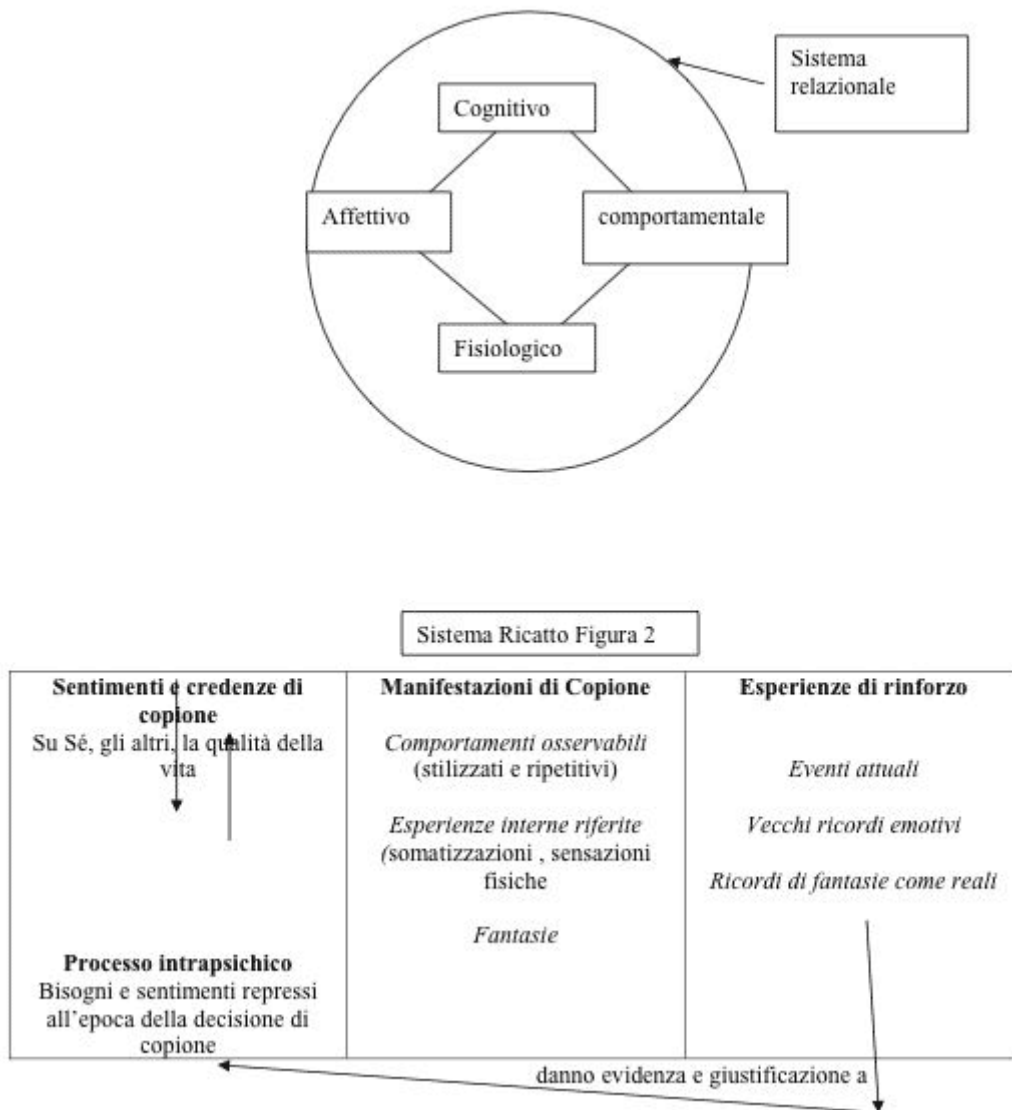 Sistema
relazionale
Cognitivo
Affettivo
comportamentale
Fisiologico
Sistema Ricatto Figura 2
Sentimenti e credenze di
copione
Su Sé, gli altri, la qualità della
vita
Processo intrapsichico
Bisogni e sentimenti repressi
all’epoca della decisione di
copione
Manifestazioni di Copione
Comportamenti osservabili
(stilizzati e ripetitivi)
Esperienze interne riferite
(somatizzazioni , sensazioni
fisiche
Fantasie
Esperienze di rinforzo
Eventi attuali
Vecchi ricordi emotivi
Ricordi di fantasie come reali
danno evidenza e giustificazione a